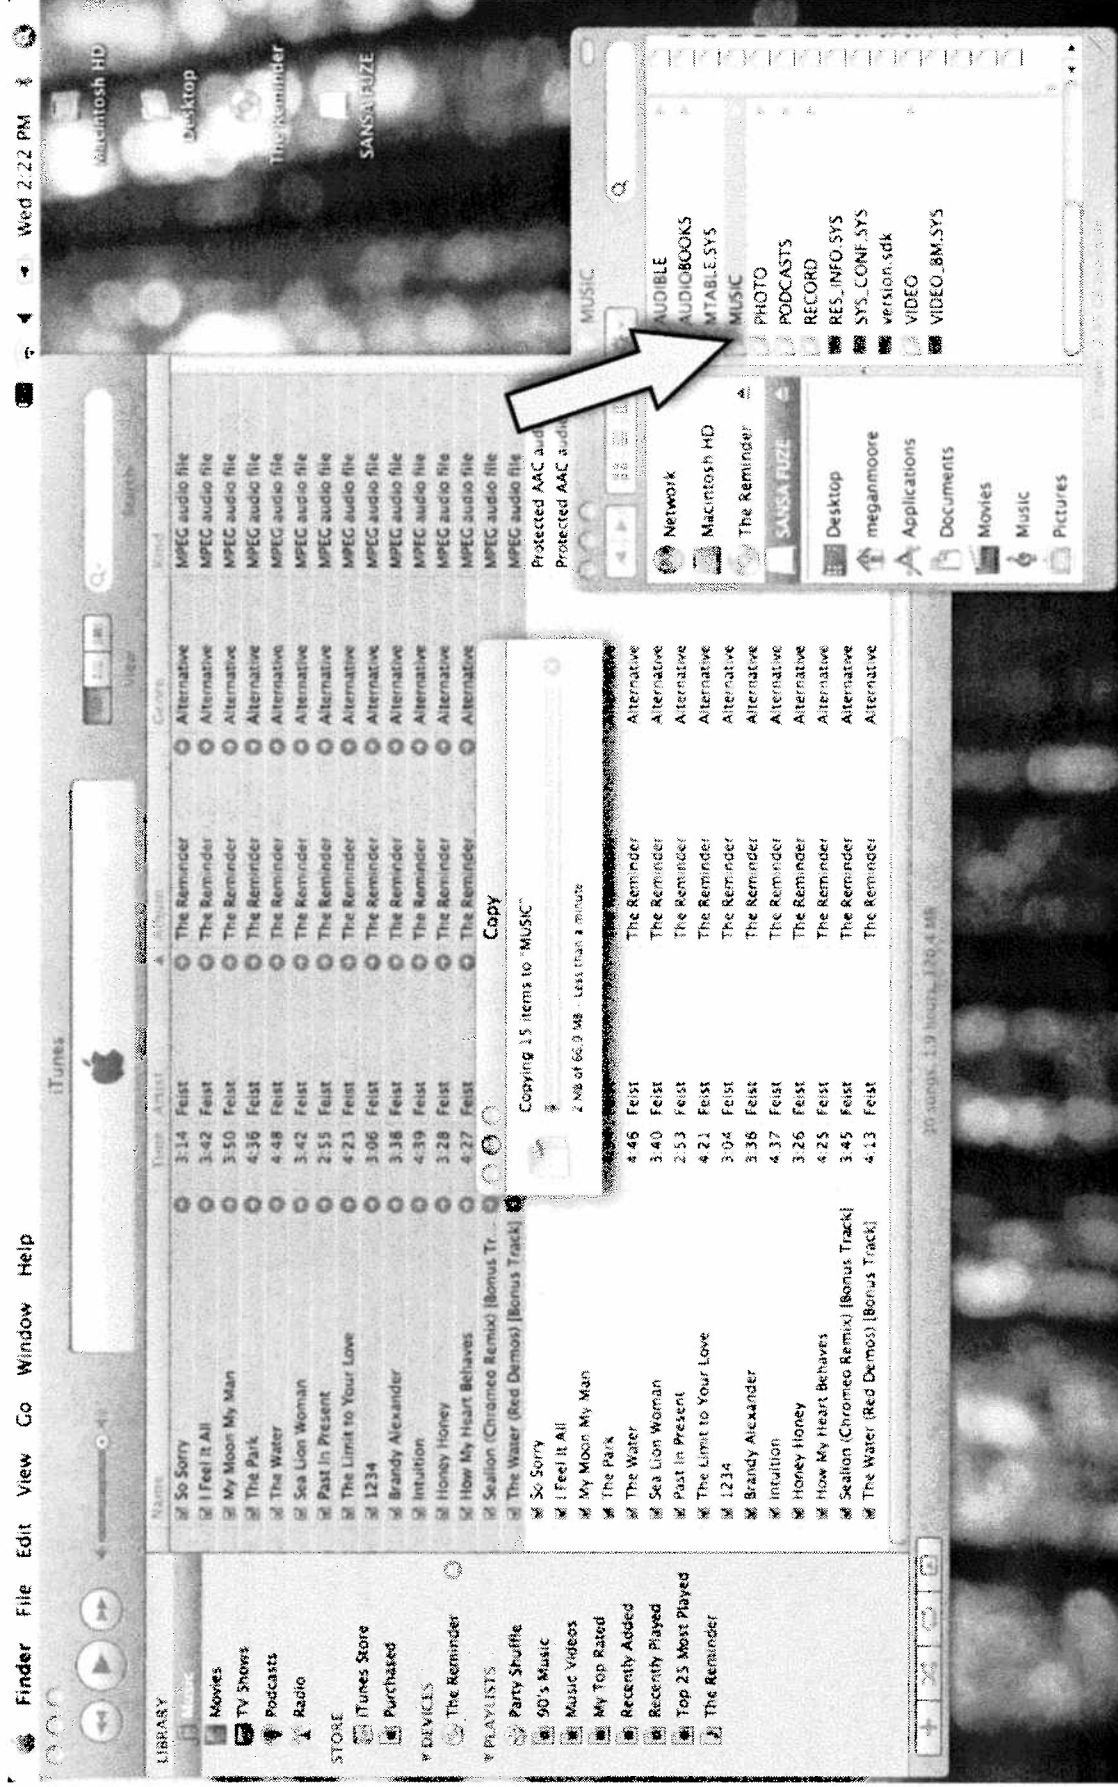 Finder File Edit View Go Window Help Wed 2:22 PM
iTunes
View
Search
Name Time Artist Album Genre Kind
LIBRARY
Movies
TV Shows
Podcasts
Radio
STORE
iTunes Store
Purchased
DEVICES
The Reminder
PLAYLISTS
Party Shuffle
90's Music
Music Videos
My Top Rated
Recently Added
Recently Played
Top 25 Most Played
The Reminder
So Sorry 3:14 Feist The Reminder Alternative MPEG audio file
I Feel It All 3:42 Feist The Reminder Alternative MPEG audio file
My Moon My Man 3:50 Feist The Reminder Alternative MPEG audio file
The Park 4:36 Feist The Reminder Alternative MPEG audio file
The Water 4:48 Feist The Reminder Alternative MPEG audio file
Sea Lion Woman 3:42 Feist The Reminder Alternative MPEG audio file
Past In Present 2:55 Feist The Reminder Alternative MPEG audio file
The Limit to Your Love 4:23 Feist The Reminder Alternative MPEG audio file
1234 3:06 Feist The Reminder Alternative MPEG audio file
Brandy Alexander 3:38 Feist The Reminder Alternative MPEG audio file
Intuition 4:39 Feist The Reminder Alternative MPEG audio file
Honey Honey 3:28 Feist The Reminder Alternative MPEG audio file
How My Heart Behaves 4:27 Feist The Reminder Alternative MPEG audio file
Sealion (Chromeo Remix) [Bonus Tr... MPEG audio file
The Water (Red Demos) [Bonus Track] MPEG audio file
So Sorry Protected AAC aud
I Feel It All Protected AAC audi
My Moon My Man
The Park
The Water 4:46 Feist The Reminder Alternative
Sea Lion Woman 3:40 Feist The Reminder Alternative
Past In Present 2:53 Feist The Reminder Alternative
The Limit to Your Love 4:21 Feist The Reminder Alternative
1234 3:04 Feist The Reminder Alternative
Brandy Alexander 3:36 Feist The Reminder Alternative
Intuition 4:37 Feist The Reminder Alternative
Honey Honey 3:26 Feist The Reminder Alternative
How My Heart Behaves 4:25 Feist The Reminder Alternative
Sealion (Chromeo Remix) [Bonus Track] 3:45 Feist The Reminder Alternative
The Water (Red Demos) [Bonus Track] 4:13 Feist The Reminder Alternative
Copy
Copying 15 items to "MUSIC"
2 MB of 66.9 MB - Less than a minute
Macintosh HD
Desktop
The Reminder
SANSA FUZE
MUSIC
Network
Macintosh HD
The Reminder
SANSA FUZE
Desktop
meganmoore
Applications
Documents
Movies
Music
Pictures
AUDIBLE
AUDIOBOOKS
MTABLE.SYS
MUSIC
PHOTO
PODCASTS
RECORD
RES_INFO.SYS
SYS_CONF.SYS
version.sdk
VIDEO
VIDEO_BM.SYS